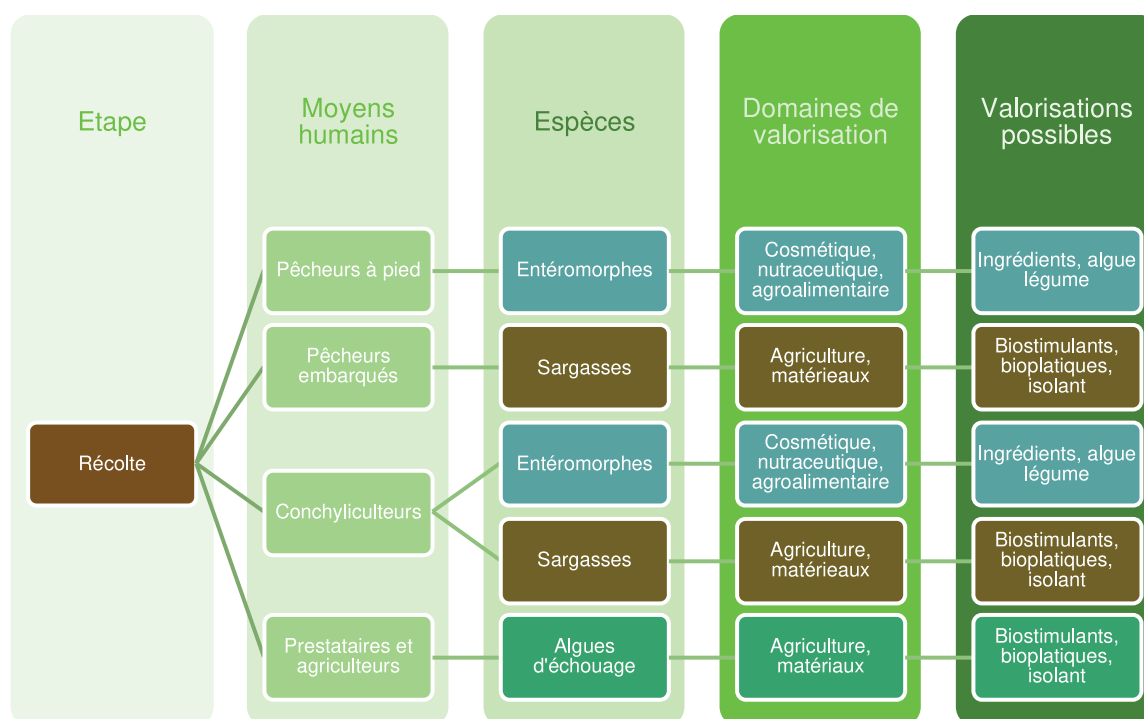 Etape
Moyens
humains
Espèces
Domaines de
valorisation
Valorisations
possibles
Récolte
Pêcheurs à pied
Entéromorphes
Cosmétique,
nutraceutique,
agroalimentaire
Ingrédients, algue
légume
Pêcheurs
embarqués
Sargasses
Agriculture,
matérieaux
Biostimulants,
bioplatiques,
isolant
Conchyliculteurs
Entéromorphes
Cosmétique,
nutraceutique,
agroalimentaire
Ingrédients, algue
légume
Sargasses
Agriculture,
matérieaux
Biostimulants,
bioplatiques,
isolant
Prestataires et
agriculteurs
Algues
d'échouage
Agriculture,
matériaux
Biostimulants,
bioplatiques,
isolant